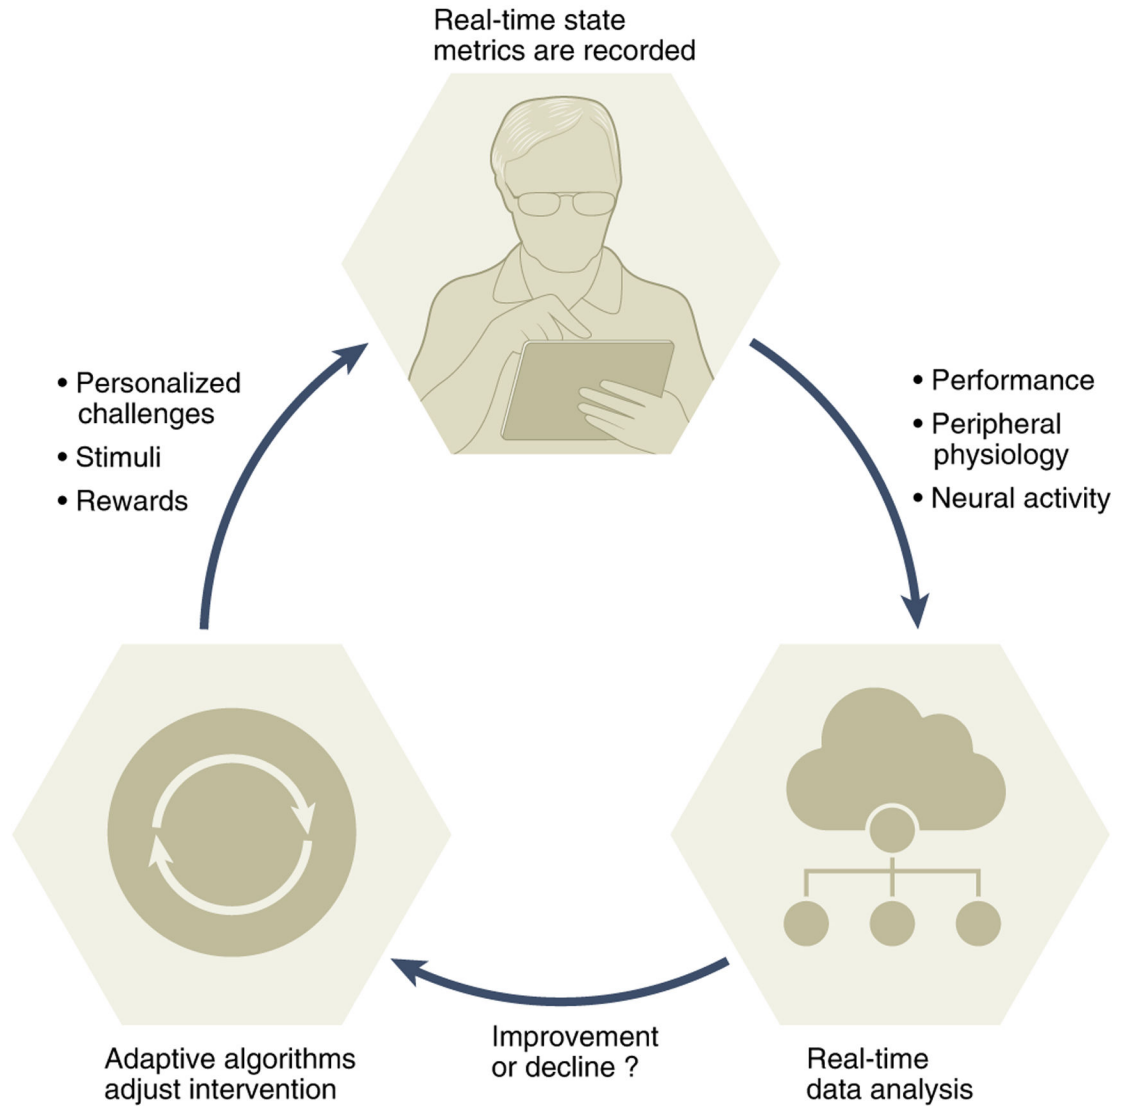 Real-time state
metrics are recorded
• Personalized
challenges
• Stimuli
• Rewards
• Performance
• Peripheral
physiology
• Neural activity
Improvement
or decline ?
Adaptive algorithms
adjust intervention
Real-time
data analysis